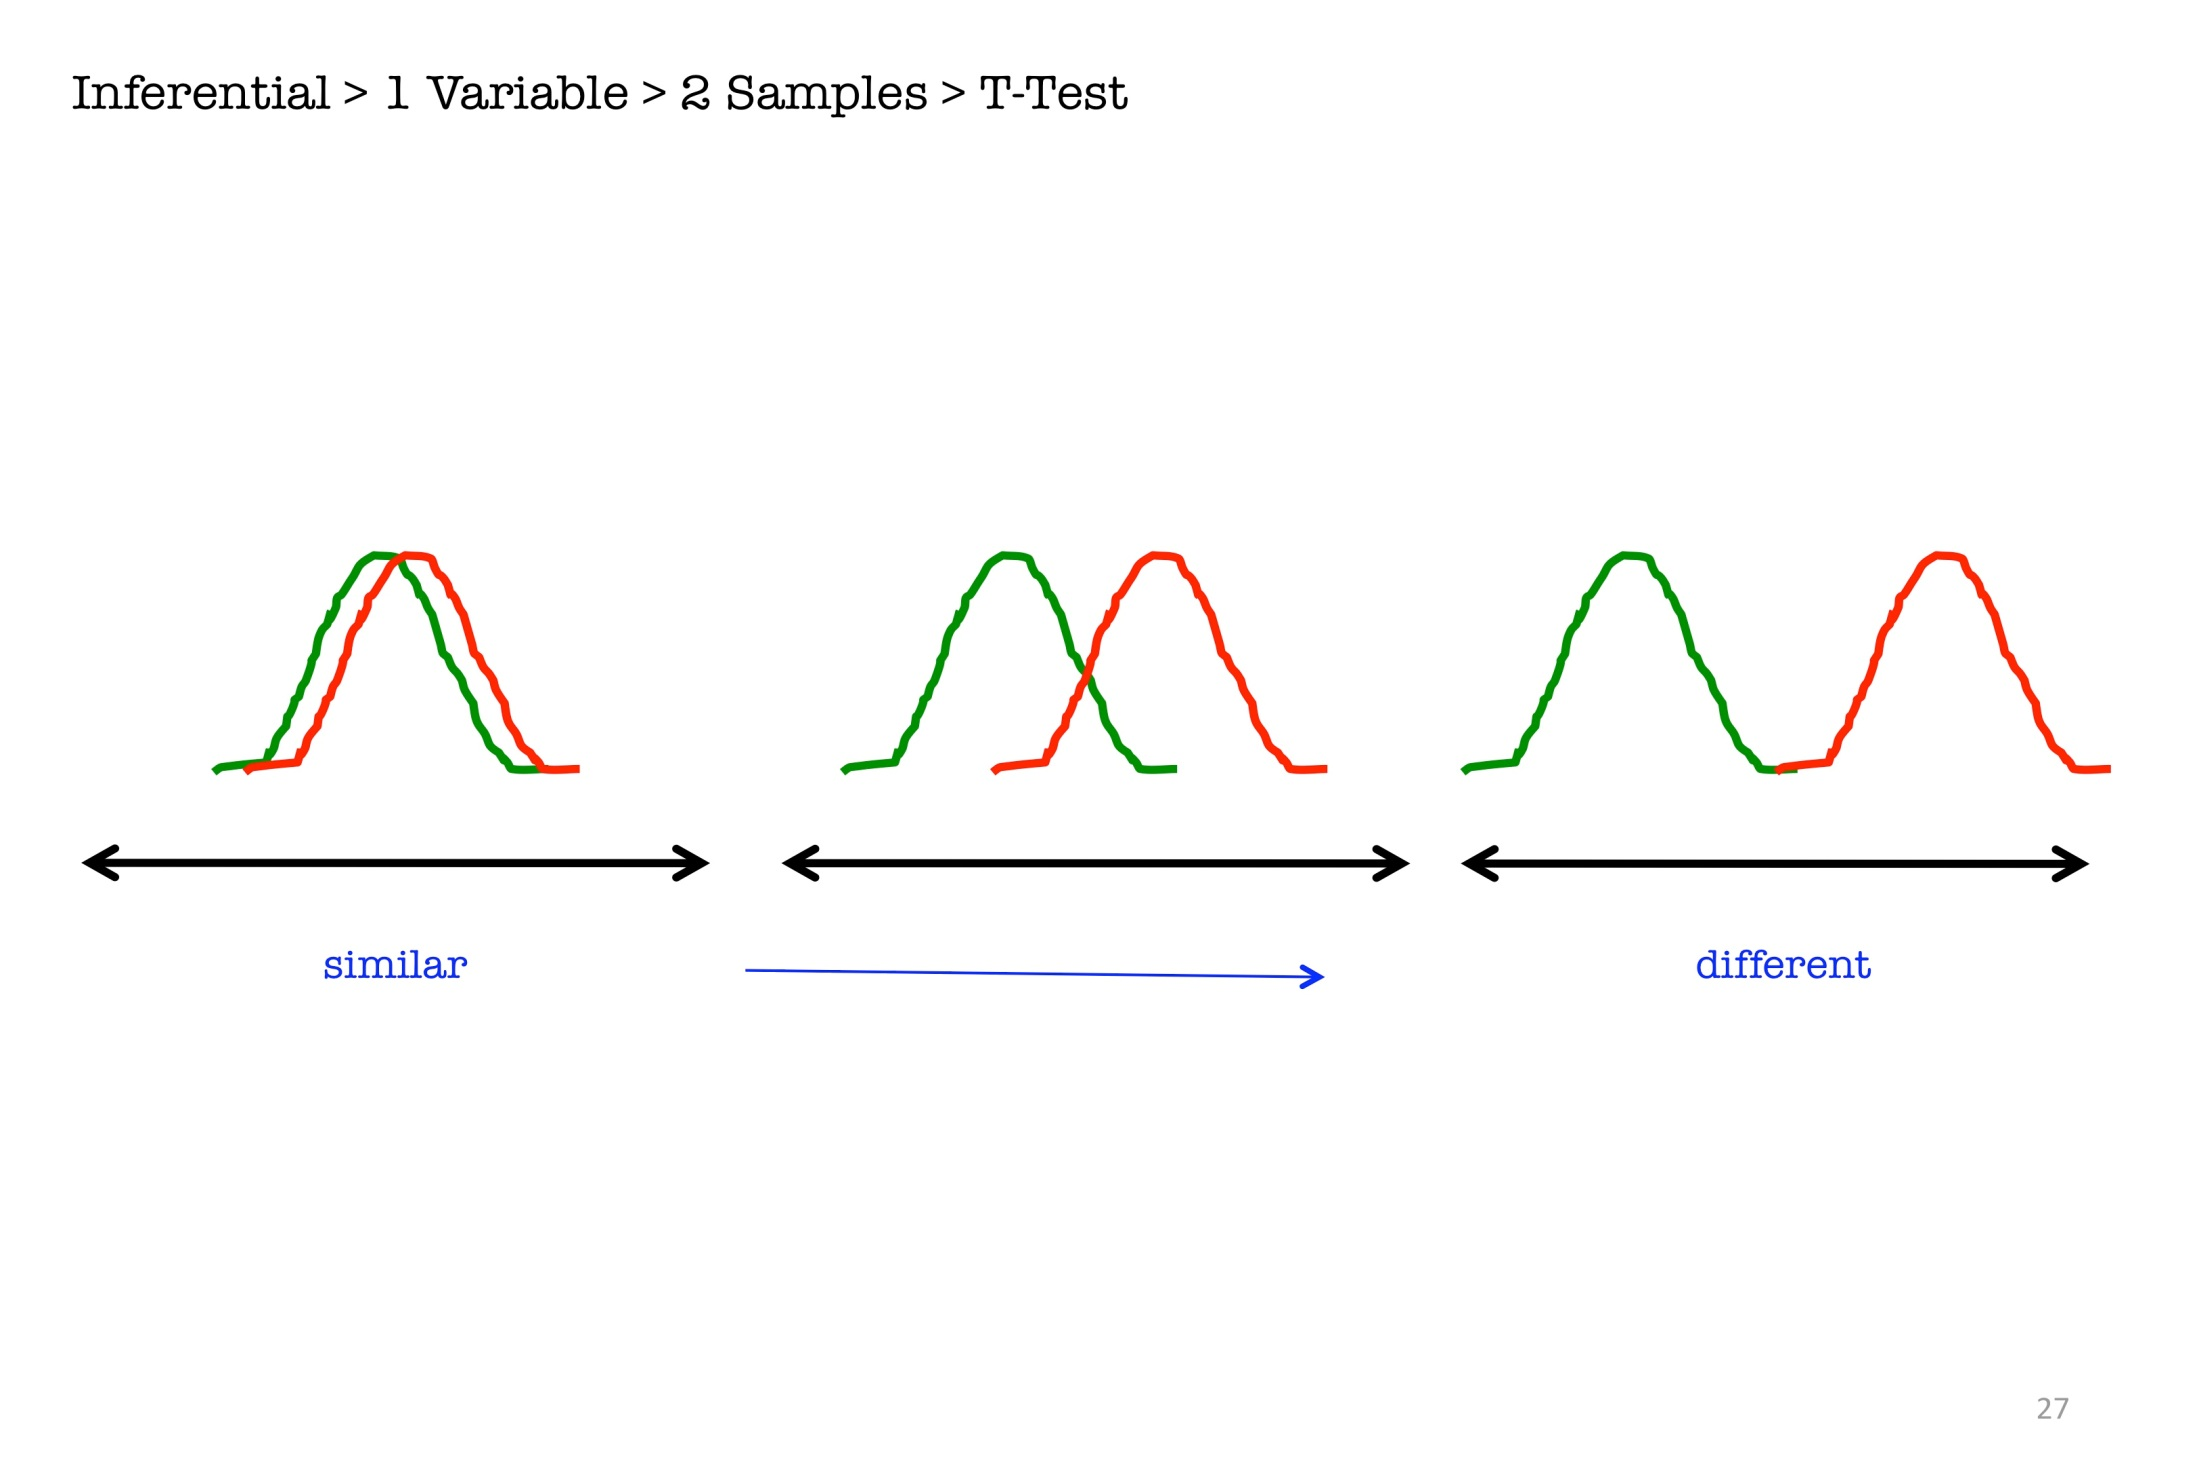 Inferential > 1 Variable > 2 Samples > T-Test
similar
different
27